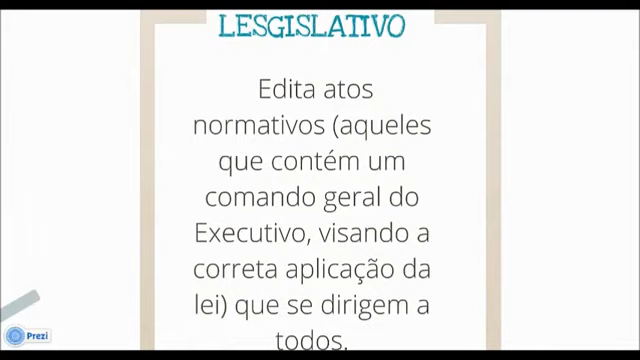 LESGISLATIVO
Edita atos
normativos (aqueles
que contém um
comando geral do
Executivo, visando a
correta aplicação da
lei) que se dirigem a
todos.
Prezi